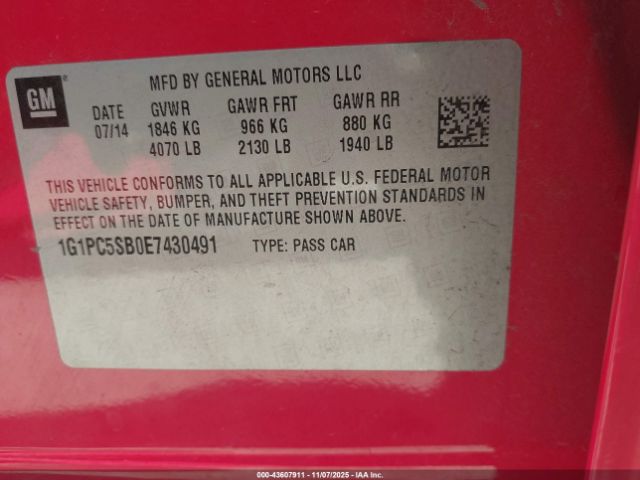 GM
MFD BY GENERAL MOTORS LLC
DATE GVWR GAWR FRT GAWR RR
07/14 1846 KG 966 KG 880 KG
4070 LB 2130 LB 1940 LB
THIS VEHICLE CONFORMS TO ALL APPLICABLE U.S. FEDERAL MOTOR
VEHICLE SAFETY, BUMPER, AND THEFT PREVENTION STANDARDS IN
EFFECT ON THE DATE OF MANUFACTURE SHOWN ABOVE.
1G1PC5SB0E7430491 TYPE: PASS CAR
000-43607911 - 11/07/2025 - IAA, Inc.